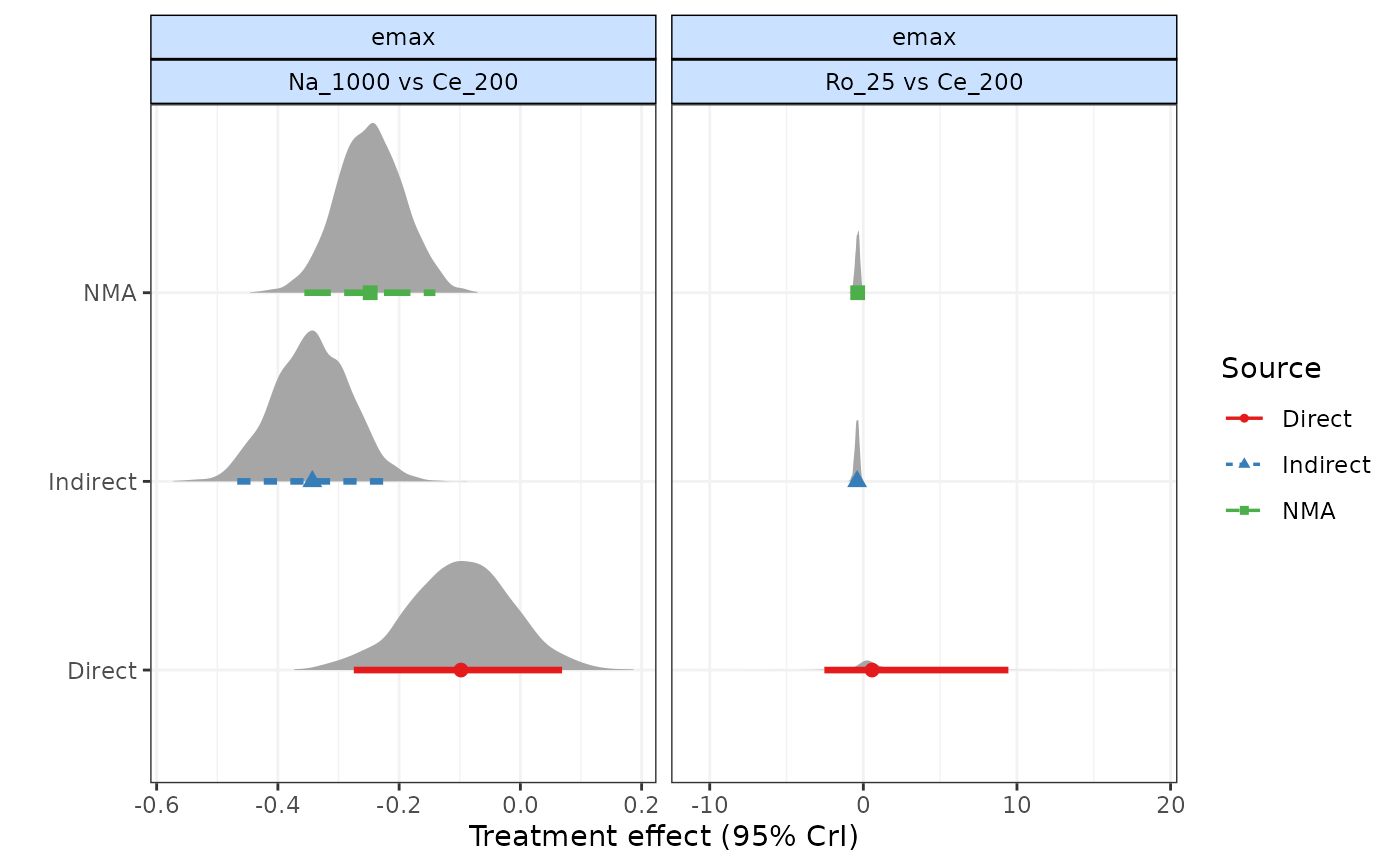 emax emax
Na_1000 vs Ce_200 Ro_25 vs Ce_200
NMA
Indirect
Direct
-0.6 -0.4 -0.2 0.0 0.2 -10 0 10 20
Treatment effect (95% CrI)
Source
Direct
Indirect
NMA